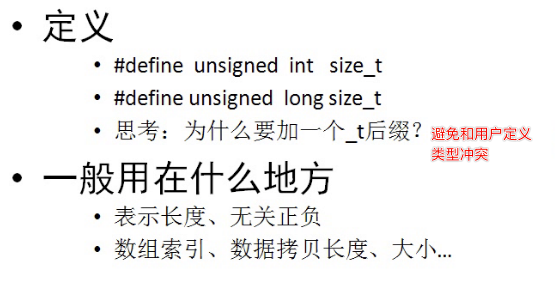 定义
#define unsigned int size_t
#define unsigned long size_t
思考：为什么要加一个_t后缀？避免和用户定义
类型冲突
一般用在什么地方
表示长度、无关正负
数组索引、数据拷贝长度、大小...